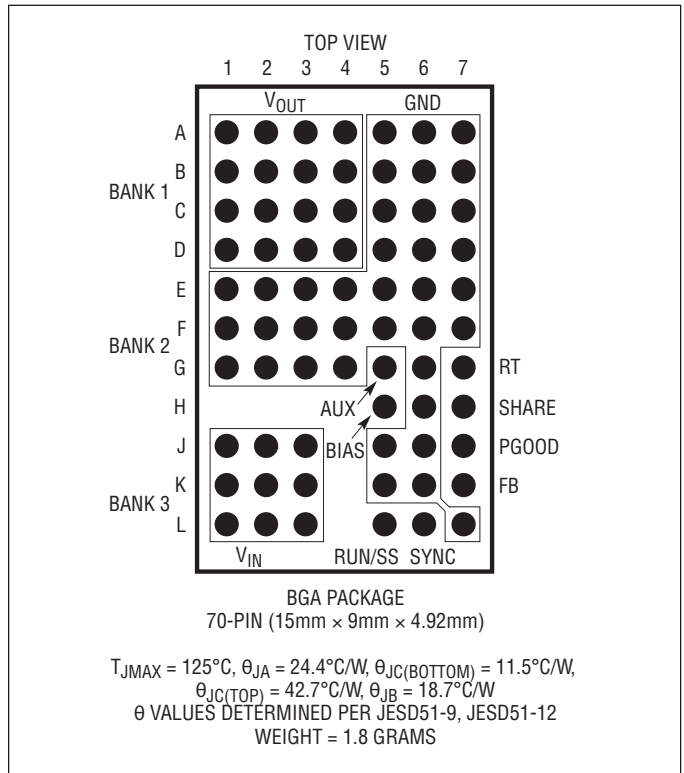 TOP VIEW
1 2 3 4 5 6 7
VOUT GND
A
B
BANK 1
C
D
E
F
BANK 2
G RT
AUX H SHARE
BIAS J PGOOD
K FB
BANK 3
L
VIN RUN/SS SYNC
BGA PACKAGE
70-PIN (15mm × 9mm × 4.92mm)
TJMAX = 125°C, θJA = 24.4°C/W, θJC(BOTTOM) = 11.5°C/W,
θJC(TOP) = 42.7°C/W, θJB = 18.7°C/W
θ VALUES DETERMINED PER JESD51-9, JESD51-12
WEIGHT = 1.8 GRAMS